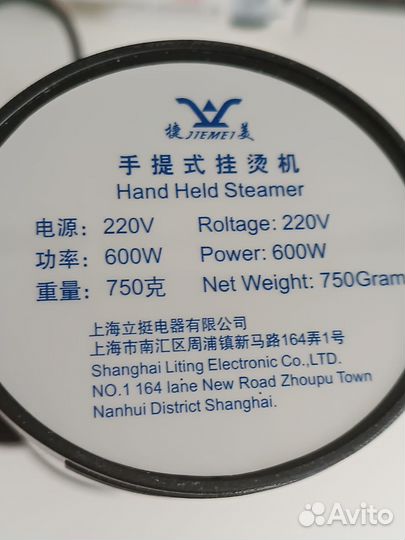 捷 JIEMEI 美
手提式挂烫机
Hand Held Steamer
电源: 220V Roltage: 220V
功率: 600W Power: 600W
重量: 750克 Net Weight: 750Gram
上海立挺电器有限公司
上海市南汇区周浦镇新马路164弄1号
Shanghai Liting Electronic Co.,LTD.
NO.1 164 lane New Road Zhoupu Town
Nanhui District Shanghai.
Avito